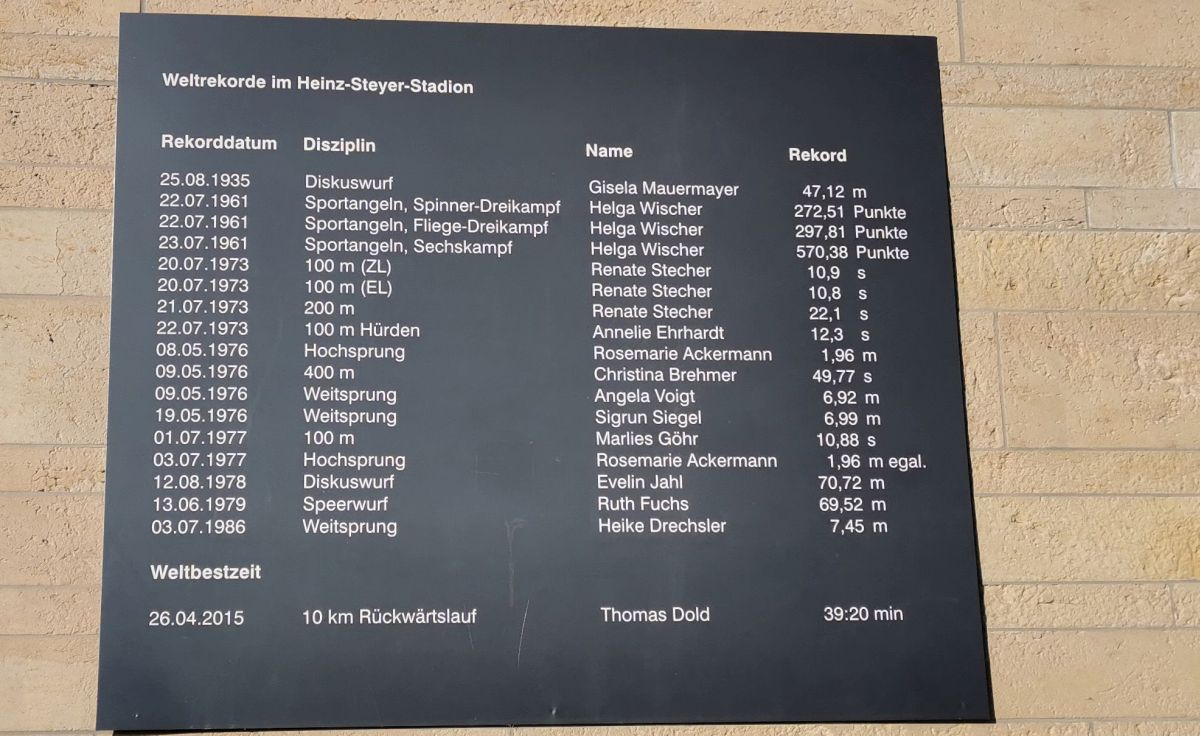 Weltrekorde im Heinz-Steyer-Stadion
Rekorddatum Disziplin Name Rekord
25.08.1935 Diskuswurf Gisela Mauermayer 47,12 m
22.07.1961 Sportangeln, Spinner-Dreikampf Helga Wischer 272,51 Punkte
22.07.1961 Sportangeln, Fliege-Dreikampf Helga Wischer 297,81 Punkte
23.07.1961 Sportangeln, Sechskampf Helga Wischer 570,38 Punkte
20.07.1973 100 m (ZL) Renate Stecher 10,9 s
20.07.1973 100 m (EL) Renate Stecher 10,8 s
21.07.1973 200 m Renate Stecher 22,1 s
22.07.1973 100 m Hürden Annelie Ehrhardt 12,3 s
08.05.1976 Hochsprung Rosemarie Ackermann 1,96 m
09.05.1976 400 m Christina Brehmer 49,77 s
09.05.1976 Weitsprung Angela Voigt 6,92 m
19.05.1976 Weitsprung Sigrun Siegel 6,99 m
01.07.1977 100 m Marlies Göhr 10,88 s
03.07.1977 Hochsprung Rosemarie Ackermann 1,96 m egal.
12.08.1978 Diskuswurf Evelin Jahl 70,72 m
13.06.1979 Speerwurf Ruth Fuchs 69,52 m
03.07.1986 Weitsprung Heike Drechsler 7,45 m
Weltbestzeit
26.04.2015 10 km Rückwärtslauf Thomas Dold 39:20 min